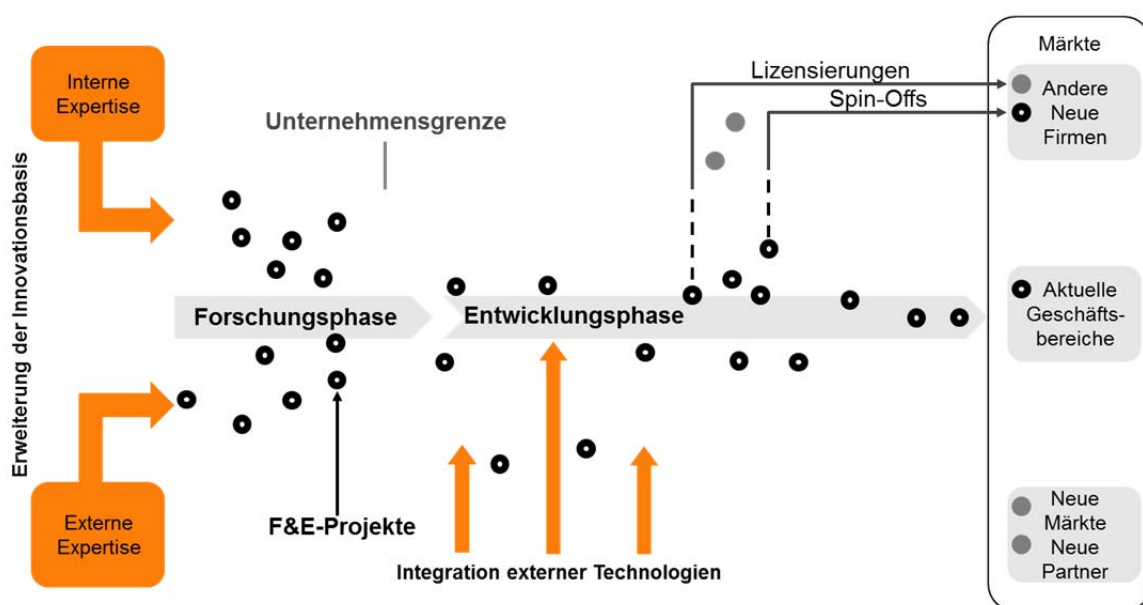 Erweiterung der Innovationsbasis
Interne
Expertise
Externe
Expertise
Unternehmensgrenze
Forschungsphase
Entwicklungsphase
F&E-Projekte
Integration externer Technologien
Lizensierungen
Spin-Offs
Märkte
Andere
Neue
Firmen
Aktuelle
Geschäfts-
bereiche
Neue
Märkte
Neue
Partner